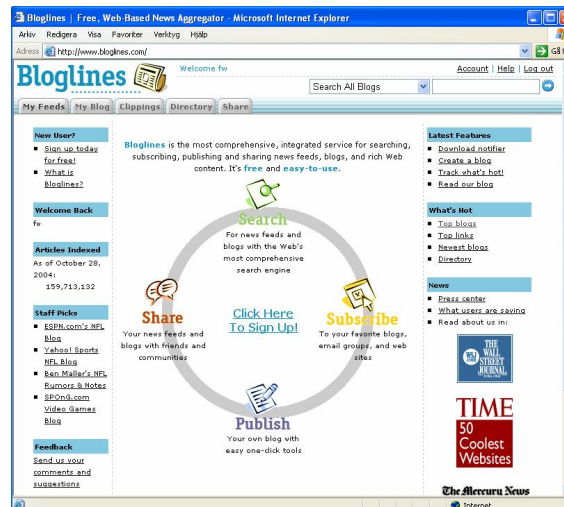 Bloglines | Free, Web-Based News Aggregator - Microsoft Internet Explorer
Arkiv Redigera Visa Favoriter Verktyg Hjälp
Adress http://www.bloglines.com/ Gå
Bloglines
Welcome fw
Account | Help | Log out
Search All Blogs
My Feeds My Blog Clippings Directory Share
New User?
Sign up today
for free!
What is
Bloglines?
Welcome Back
fw
Articles Indexed
As of October 28,
2004:
159,713,132
Staff Picks
ESPN.com's NFL
Blog
Yahoo! Sports
NFL Blog
Ben Maller's NFL
Rumors & Notes
SPOnG.com
Video Games
Blog
Feedback
Send us your
comments and
suggestions
Bloglines is the most comprehensive, integrated service for searching,
subscribing, publishing and sharing news feeds, blogs, and rich Web
content. It's free and easy-to-use.
Search
For news feeds and
blogs with the Web's
most comprehensive
search engine
Share
Your news feeds and
blogs with friends and
communities
Click Here
To Sign Up!
Subscribe
To your favorite blogs,
email groups, and web
sites
Publish
Your own blog with
easy one-click tools
Latest Features
Download notifier
Create a blog
Track what's hot!
Read our blog
What's Hot
Top blogs
Top links
Newest blogs
Directory
News
Press center
What users are saying
Read about us in:
WSJ
THE
WALL
STREET
JOURNAL.
TIME
50
Coolest
Websites
The Mercury News
Internet